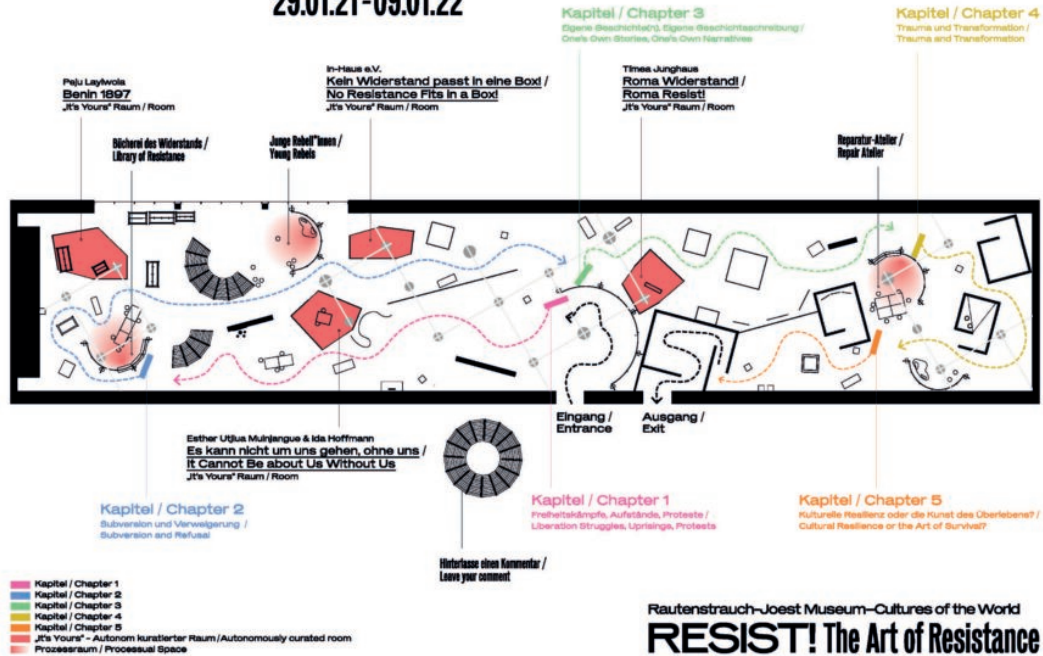 29.01.21-09.01.22
Kapitel / Chapter 3
Eigene Geschichte(n), Eigene Geschichtsschreibung /
One's Own Stories, One's Own Narratives
Kapitel / Chapter 4
Trauma und Transformation /
Trauma and Transformation
Peju Layiwola
Benin 1897
„It's Yours" Raum / Room
In-Haus e.V.
Kein Widerstand passt in eine Box! /
No Resistance Fits in a Box!
„It's Yours" Raum / Room
Tímea Junghaus
Roma Widerstand! /
Roma Resist!
„It's Yours" Raum / Room
Bücherei des Widerstands /
Library of Resistance
Junge Rebell*innen /
Young Rebels
Reparatur-Atelier /
Repair Atelier
Eingang /
Entrance
Ausgang /
Exit
Esther Utjiua Muinjangue & Ida Hoffmann
Es kann nicht um uns gehen, ohne uns /
It Cannot Be about Us Without Us
„It's Yours" Raum / Room
Kapitel / Chapter 2
Subversion und Verweigerung /
Subversion and Refusal
Kapitel / Chapter 1
Freiheitskämpfe, Aufstände, Proteste /
Liberation Struggles, Uprisings, Protests
Kapitel / Chapter 5
Kulturelle Resilienz oder die Kunst des Überlebens? /
Cultural Resilience or the Art of Survival?
Hinterlasse einen Kommentar /
Leave your comment
Kapitel / Chapter 1
Kapitel / Chapter 2
Kapitel / Chapter 3
Kapitel / Chapter 4
Kapitel / Chapter 5
„It's Yours" - Autonom kuratierter Raum / Autonomously curated room
Prozessraum / Processual Space
Rautenstrauch-Joest Museum–Cultures of the World
RESIST! The Art of Resistance